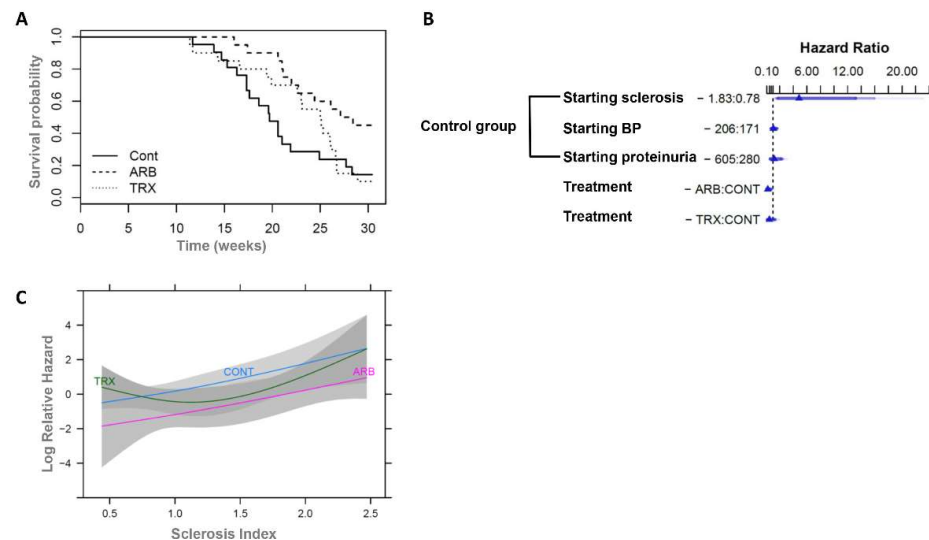 A
Survival probability
1.0
0.8
0.6
0.4
0.2
0.0
Cont
ARB
TRX
0 5 10 15 20 25 30
Time (weeks)
B
Hazard Ratio
0.10 6.00 12.00 20.00
Control group
Starting sclerosis - 1.83:0.78
Starting BP - 206:171
Starting proteinuria - 605:280
Treatment - ARB:CONT
Treatment - TRX:CONT
C
Log Relative Hazard
4
2
0
-2
-4
TRX
CONT
ARB
0.5 1.0 1.5 2.0 2.5
Sclerosis Index